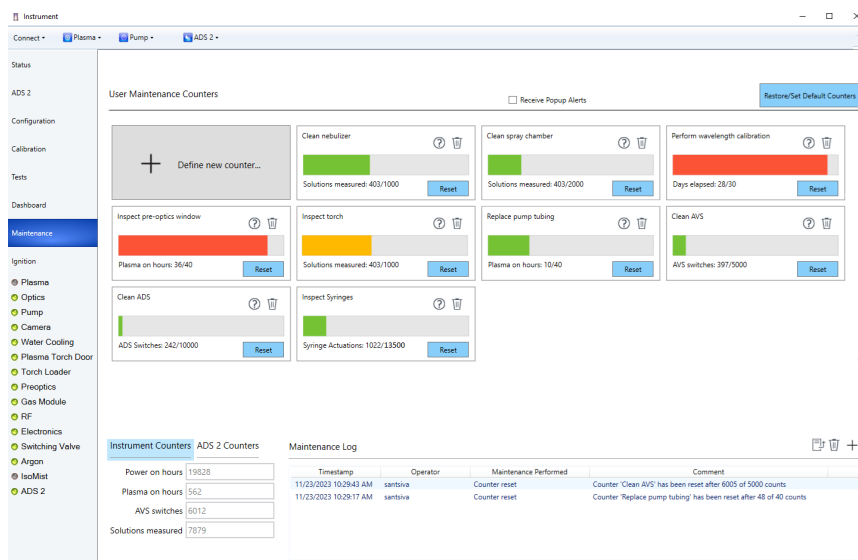 Instrument
Connect
Plasma
Pump
ADS 2
Status
ADS 2
Configuration
Calibration
Tests
Dashboard
Maintenance
Ignition
Plasma
Optics
Pump
Camera
Water Cooling
Plasma Torch Door
Torch Loader
Preoptics
Gas Module
RF
Electronics
Switching Valve
Argon
IsoMist
ADS 2
User Maintenance Counters
Receive Popup Alerts
Restore/Set Default Counters
Define new counter...
Clean nebulizer
Solutions measured: 403/1000
Reset
Clean spray chamber
Solutions measured: 403/2000
Reset
Perform wavelength calibration
Days elapsed: 28/30
Reset
Inspect pre-optics window
Plasma on hours: 36/40
Reset
Inspect torch
Solutions measured: 403/1000
Reset
Replace pump tubing
Plasma on hours: 10/40
Reset
Clean AVS
AVS switches: 397/5000
Reset
Clean ADS
ADS Switches: 242/10000
Reset
Inspect Syringes
Syringe Actuations: 1022/13500
Reset
Instrument Counters ADS 2 Counters
Power on hours 19828
Plasma on hours 562
AVS switches 6012
Solutions measured 7879
Maintenance Log
Timestamp Operator Maintenance Performed Comment
11/23/2023 10:29:43 AM santsiva Counter reset Counter 'Clean AVS' has been reset after 6005 of 5000 counts
11/23/2023 10:29:17 AM santsiva Counter reset Counter 'Replace pump tubing' has been reset after 48 of 40 counts